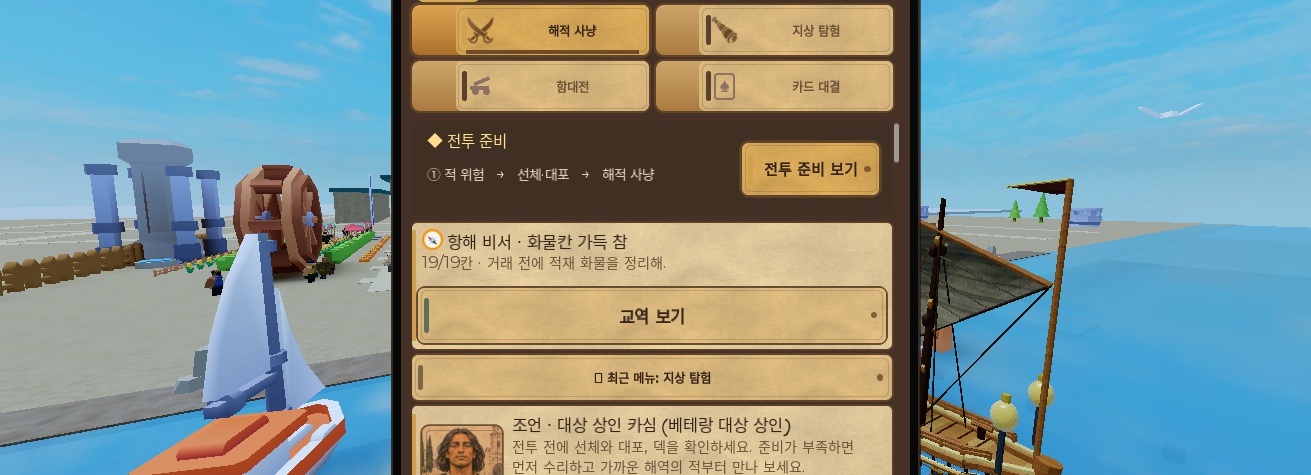 해적 사냥
지상 탐험
함대전
카드 대결
◆ 전투 준비
① 적 위험 → 선체·대포 → 해적 사냥
전투 준비 보기
항해 비서 · 화물칸 가득 참
19/19칸 · 거래 전에 적재 화물을 정리해.
교역 보기
최근 메뉴: 지상 탐험
조언 · 대상 상인 카심 (베테랑 대상 상인)
전투 전에 선체와 대포, 덱을 확인하세요. 준비가 부족하면
먼저 수리하고 가까운 해역의 적부터 만나 보세요.